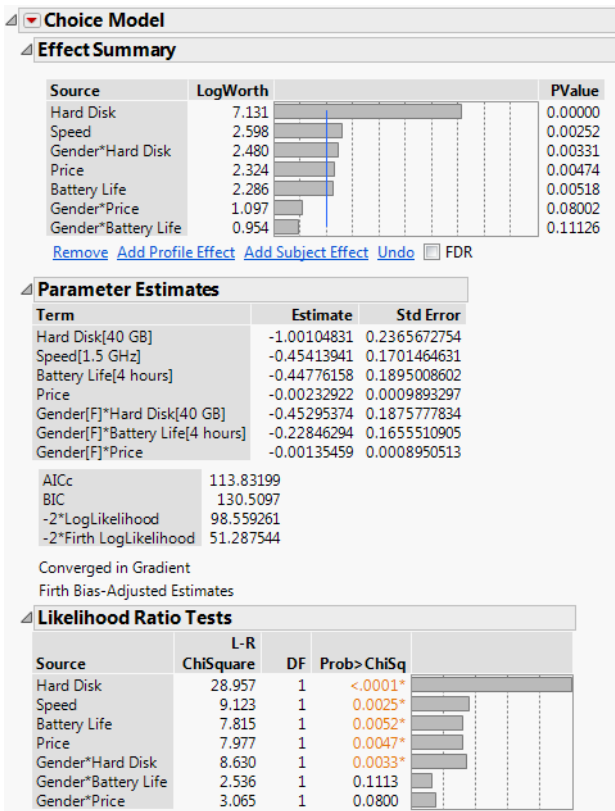 Choice Model
Effect Summary
Source LogWorth PValue
Hard Disk 7.131 0.00000
Speed 2.598 0.00252
Gender*Hard Disk 2.480 0.00331
Price 2.324 0.00474
Battery Life 2.286 0.00518
Gender*Price 1.097 0.08002
Gender*Battery Life 0.954 0.11126
Remove Add Profile Effect Add Subject Effect Undo FDR
Parameter Estimates
Term Estimate Std Error
Hard Disk[40 GB] -1.00104831 0.2365672754
Speed[1.5 GHz] -0.45413941 0.1701464631
Battery Life[4 hours] -0.44776158 0.1895008602
Price -0.00232922 0.0009893297
Gender[F]*Hard Disk[40 GB] -0.45295374 0.1875777834
Gender[F]*Battery Life[4 hours] -0.22846294 0.1655510905
Gender[F]*Price -0.00135459 0.0008950513
AICc 113.83199
BIC 130.5097
-2*LogLikelihood 98.559261
-2*Firth LogLikelihood 51.287544
Converged in Gradient
Firth Bias-Adjusted Estimates
Likelihood Ratio Tests
L-R
Source ChiSquare DF Prob>ChiSq
Hard Disk 28.957 1 <.0001*
Speed 9.123 1 0.0025*
Battery Life 7.815 1 0.0052*
Price 7.977 1 0.0047*
Gender*Hard Disk 8.630 1 0.0033*
Gender*Battery Life 2.536 1 0.1113
Gender*Price 3.065 1 0.0800